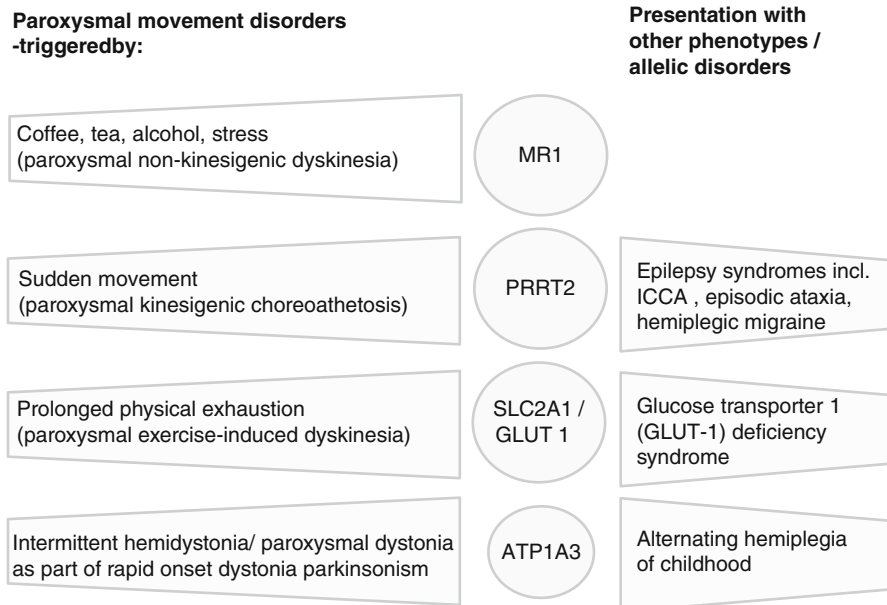 Paroxysmal movement disorders
-triggeredby:
Presentation with
other phenotypes /
allelic disorders
Coffee, tea, alcohol, stress
(paroxysmal non-kinesigenic dyskinesia)
MR1
Sudden movement
(paroxysmal kinesigenic choreoathetosis)
PRRT2
Epilepsy syndromes incl.
ICCA , episodic ataxia,
hemiplegic migraine
Prolonged physical exhaustion
(paroxysmal exercise-induced dyskinesia)
SLC2A1 /
GLUT 1
Glucose transporter 1
(GLUT-1) deficiency
syndrome
Intermittent hemidystonia/ paroxysmal dystonia
as part of rapid onset dystonia parkinsonism
ATP1A3
Alternating hemiplegia
of childhood